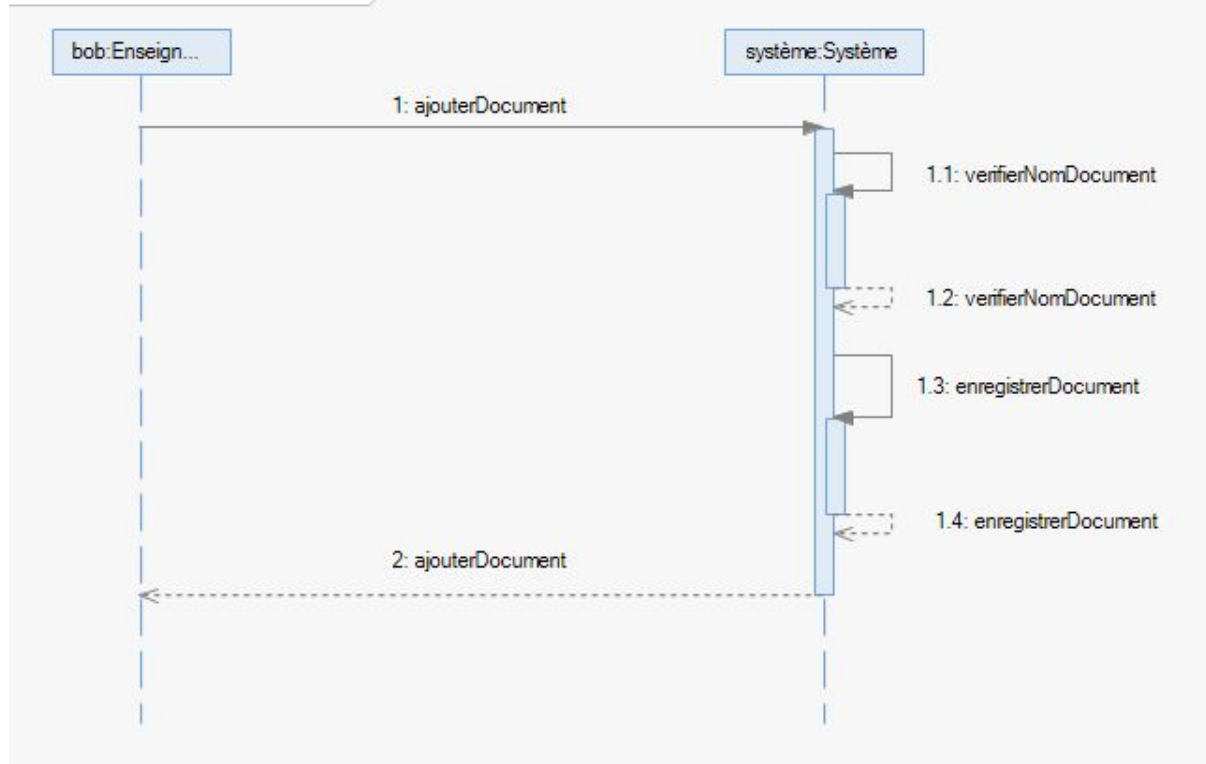 bob:Enseign...
système:Système
1: ajouterDocument
1.1: verifierNomDocument
1.2: verifierNomDocument
1.3: enregistrerDocument
1.4: enregistrerDocument
2: ajouterDocument